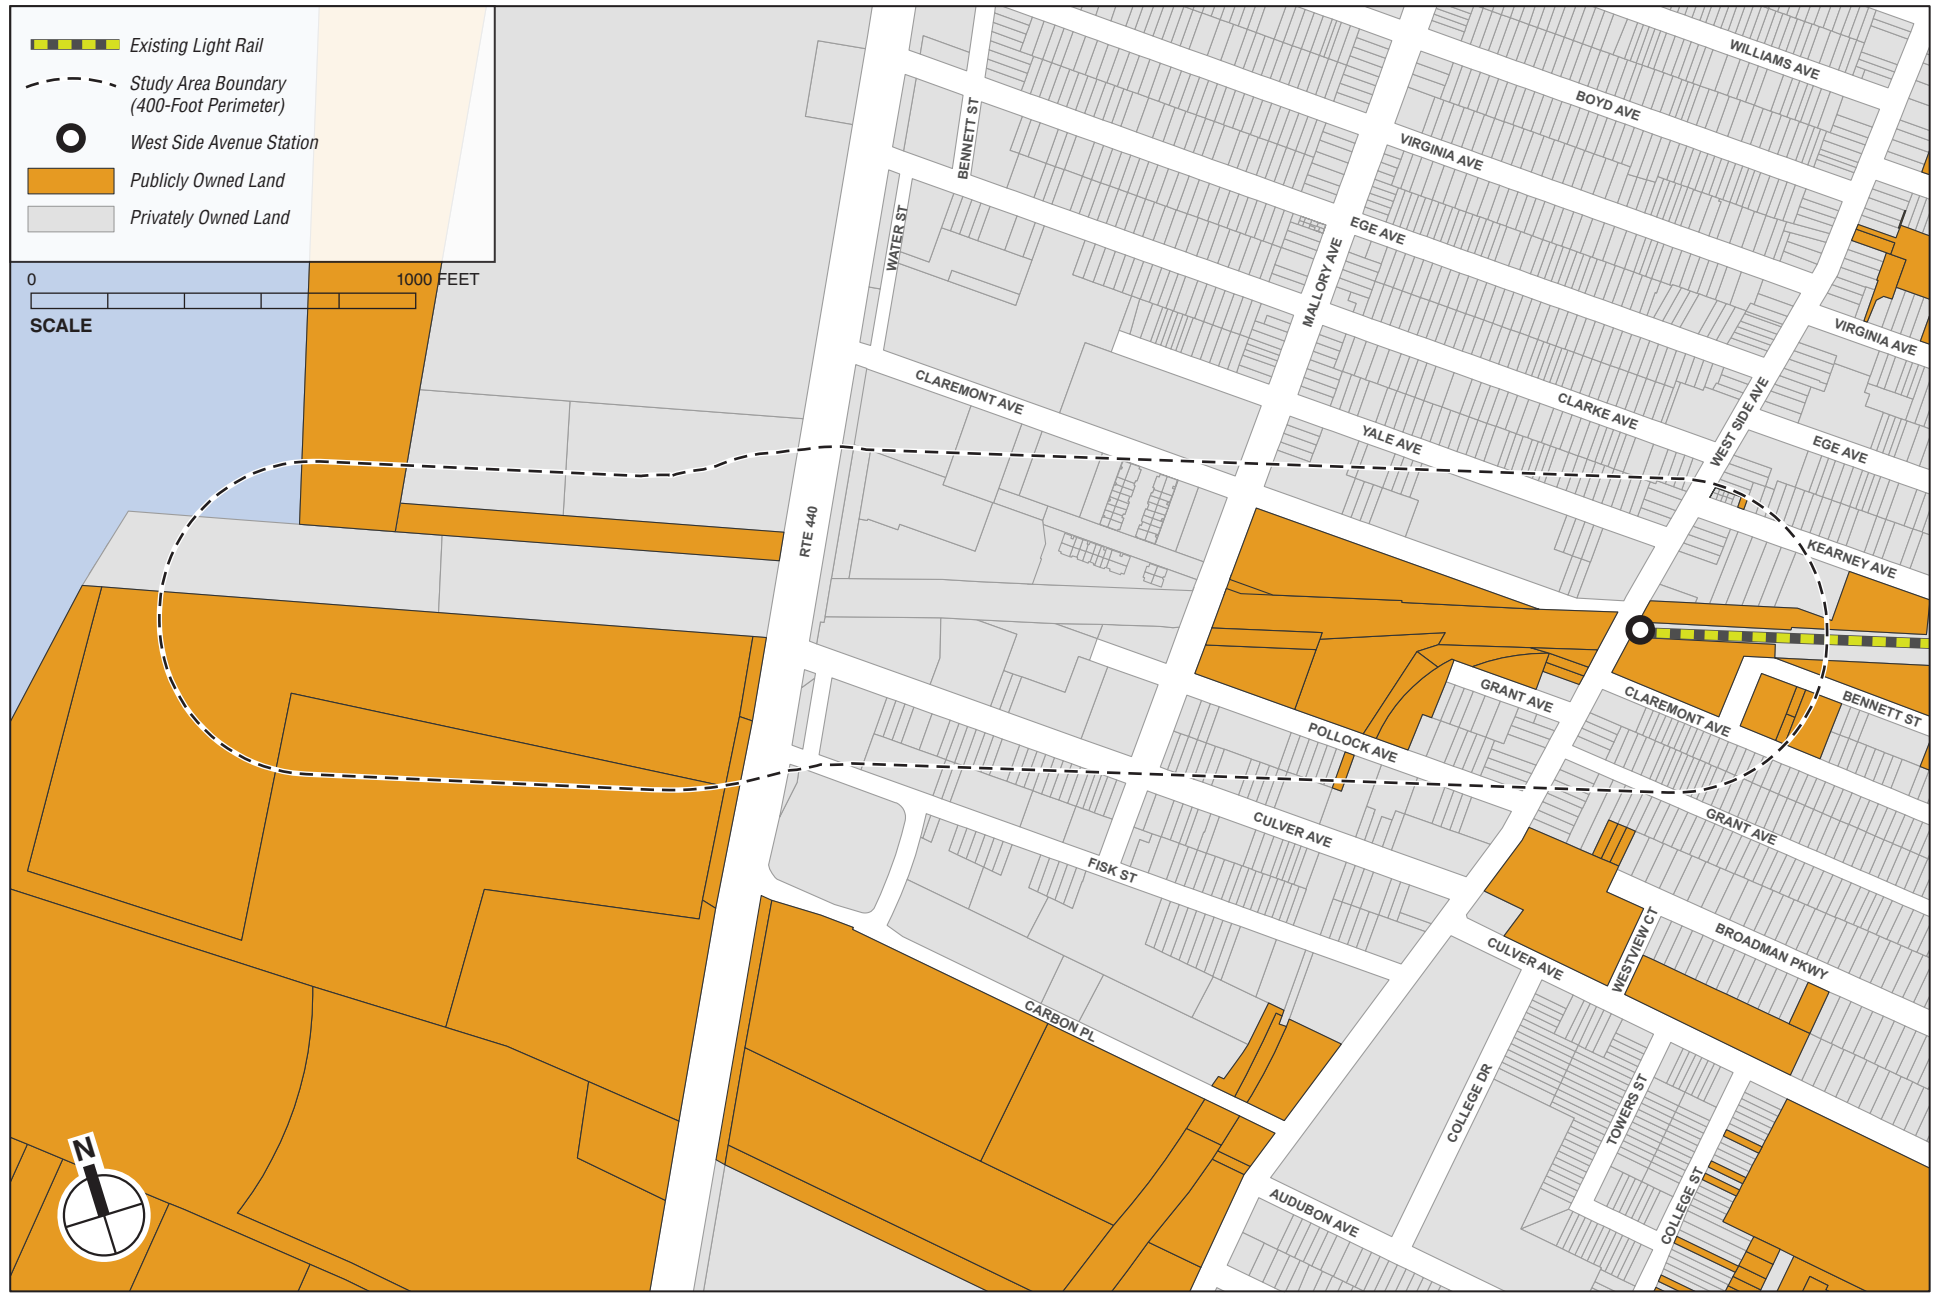 Existing Light Rail
Study Area Boundary
(400-Foot Perimeter)
West Side Avenue Station
Publicly Owned Land
Privately Owned Land
0
1000 FEET
SCALE
WILLIAMS AVE
BOYD AVE
VIRGINIA AVE
BENNETT ST
WATER ST
EGE AVE
MALLORY AVE
VIRGINIA AVE
CLAREMONT AVE
CLARKE AVE
WEST SIDE AVE
YALE AVE
EGE AVE
RTE 440
KEARNEY AVE
GRANT AVE
CLAREMONT AVE
BENNETT ST
POLLOCK AVE
CULVER AVE
GRANT AVE
FISK ST
WESTVIEW CT
BROADMAN PKWY
CULVER AVE
CARBON PL
COLLEGE DR
TOWERS ST
COLLEGE ST
AUDUBON AVE
N